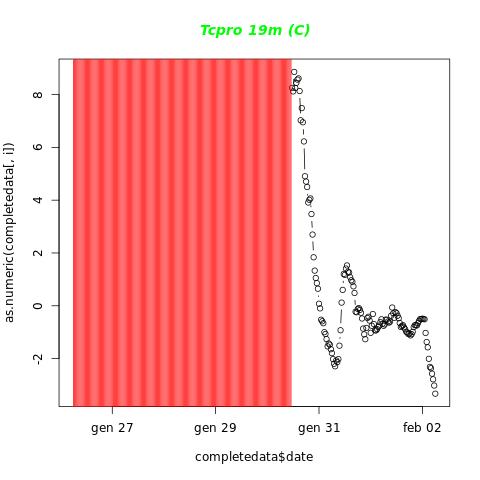 Tcpro 19m (C)
as.numeric(completedata[, i])
8
6
4
2
0
-2
gen 27 gen 29 gen 31 feb 02
completedata$date